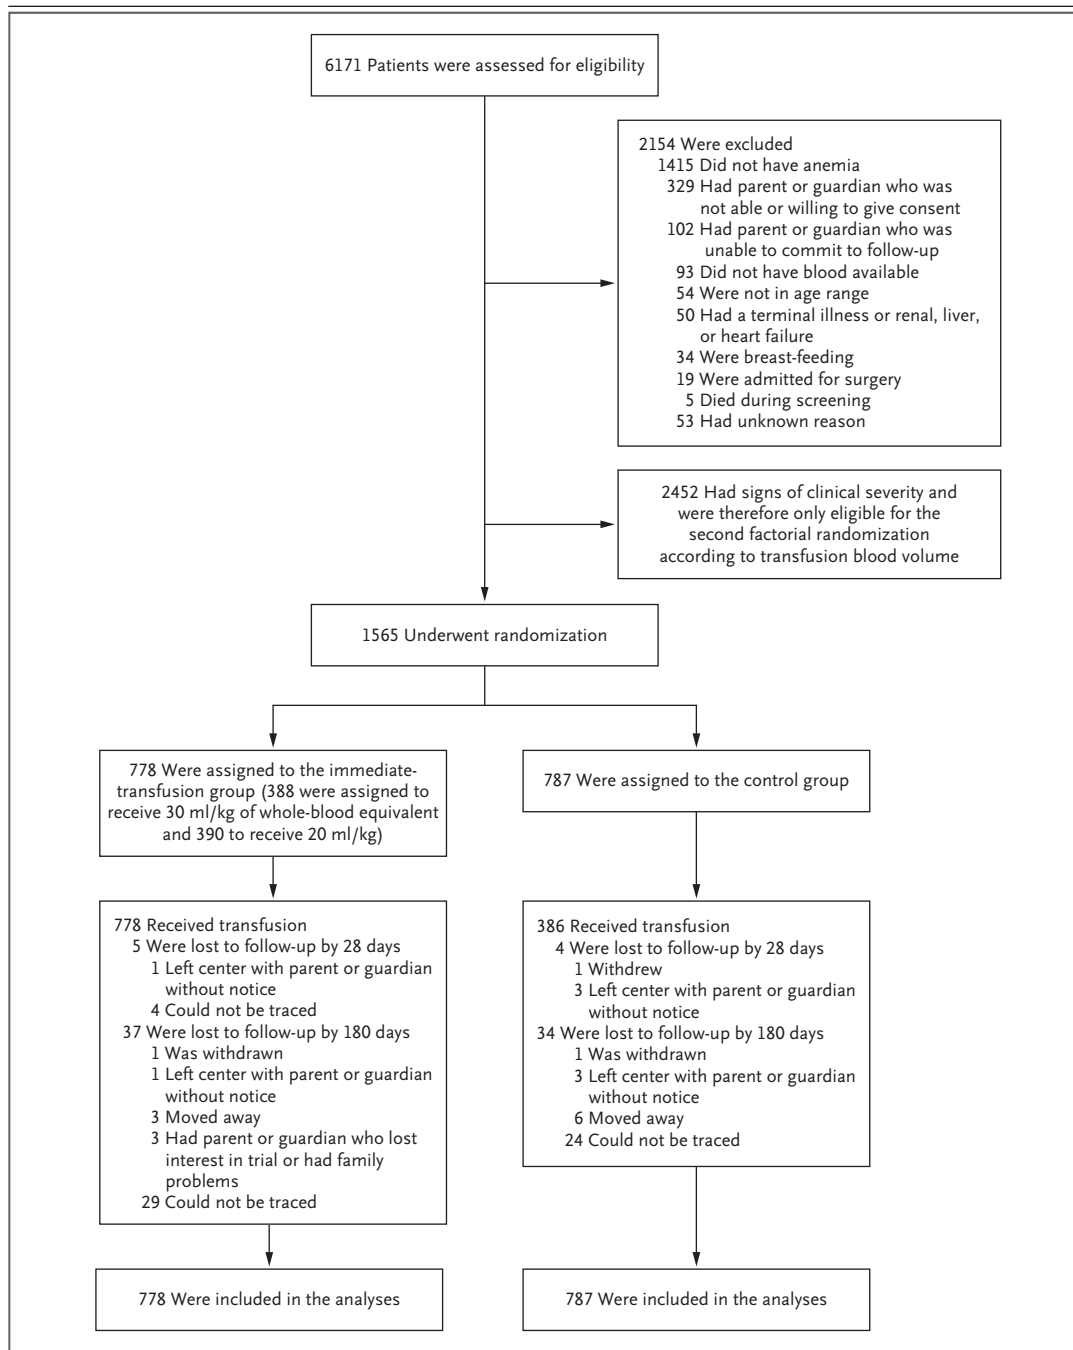 6171 Patients were assessed for eligibility
2154 Were excluded
1415 Did not have anemia
329 Had parent or guardian who was
not able or willing to give consent
102 Had parent or guardian who was
unable to commit to follow-up
93 Did not have blood available
54 Were not in age range
50 Had a terminal illness or renal, liver,
or heart failure
34 Were breast-feeding
19 Were admitted for surgery
5 Died during screening
53 Had unknown reason
2452 Had signs of clinical severity and
were therefore only eligible for the
second factorial randomization
according to transfusion blood volume
1565 Underwent randomization
778 Were assigned to the immediate-
transfusion group (388 were assigned to
receive 30 ml/kg of whole-blood equivalent
and 390 to receive 20 ml/kg)
787 Were assigned to the control group
778 Received transfusion
5 Were lost to follow-up by 28 days
1 Left center with parent or guardian
without notice
4 Could not be traced
37 Were lost to follow-up by 180 days
1 Was withdrawn
1 Left center with parent or guardian
without notice
3 Moved away
3 Had parent or guardian who lost
interest in trial or had family
problems
29 Could not be traced
386 Received transfusion
4 Were lost to follow-up by 28 days
1 Withdrew
3 Left center with parent or guardian
without notice
34 Were lost to follow-up by 180 days
1 Was withdrawn
3 Left center with parent or guardian
without notice
6 Moved away
24 Could not be traced
778 Were included in the analyses
787 Were included in the analyses